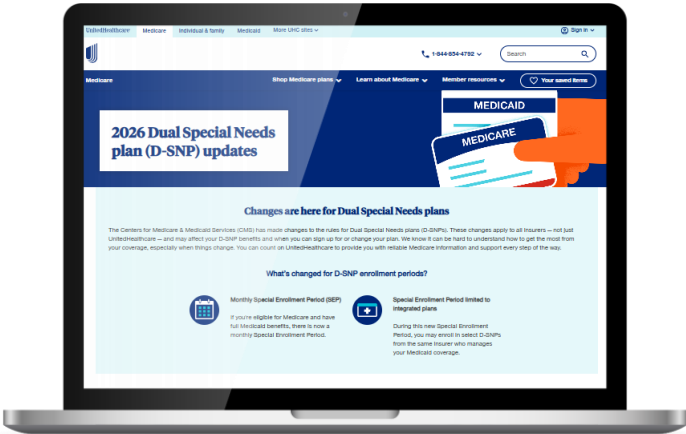 UnitedHealthcare Medicare Individual & family Medicaid More UHC sites Sign in
1-844-854-4792 Search
Medicare Shop Medicare plans Learn about Medicare Member resources Your saved items
MEDICAID
MEDICARE
2026 Dual Special Needs
plan (D-SNP) updates
Changes are here for Dual Special Needs plans
The Centers for Medicare & Medicaid Services (CMS) has made changes to the rules for Dual Special Needs Plans (D-SNPs). These changes apply to all insurers — not just
UnitedHealthcare — and may affect your D-SNP benefits and when you can sign up for or change your plan. We know it can be hard to understand how to get the most from
your coverage, especially when things change. You can count on UnitedHealthcare to provide you with reliable Medicare information and support every step of the way.
What's changed for D-SNP enrollment periods?
Monthly Special Enrollment Period (SEP)
If you're eligible for Medicare and have
full Medicaid benefits, there is now a
monthly Special Enrollment Period.
Special Enrollment Period limited to
integrated plans
During this new Special Enrollment
Period, you may enroll in select D-SNPs
from the same insurer who manages
your Medicaid coverage.